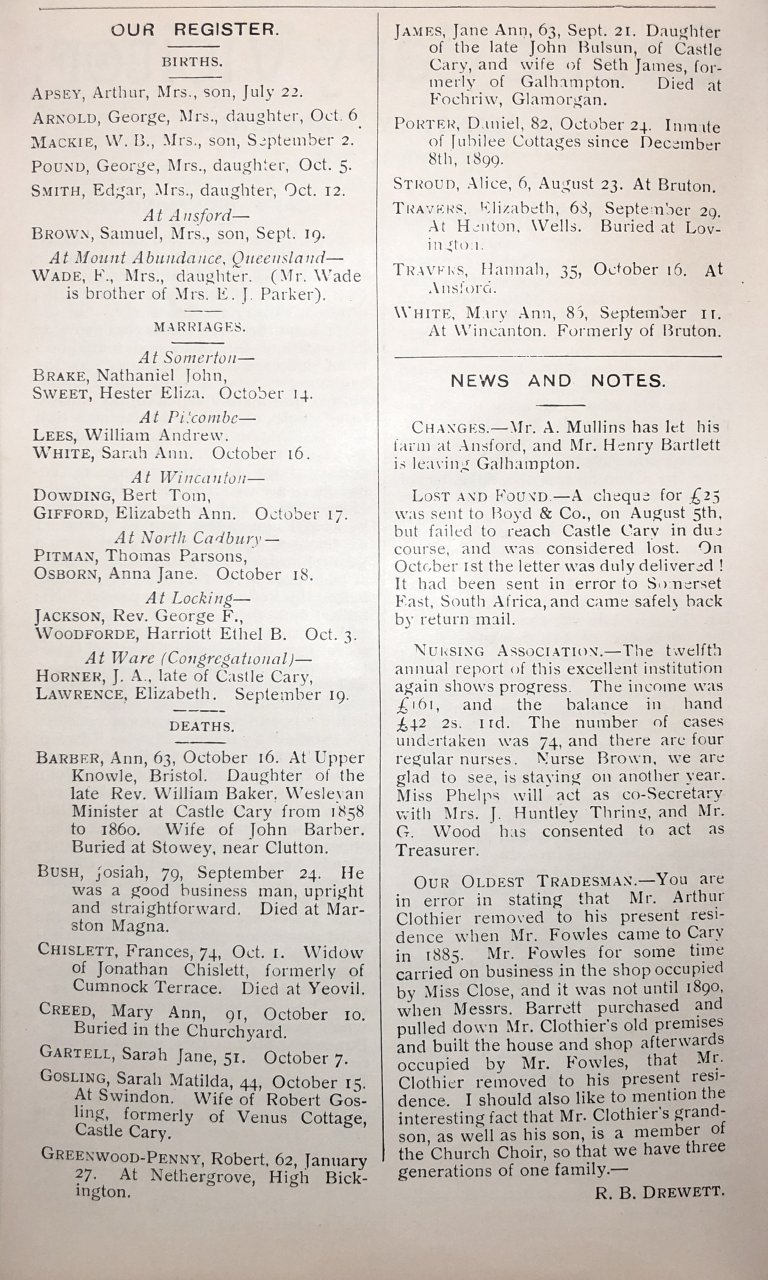 OUR REGISTER.
BIRTHS.
APSEY, Arthur, Mrs., son, July 22.
ARNOLD, George, Mrs., daughter, Oct. 6.
MACKIE, W. B., Mrs., son, September 2.
POUND, George, Mrs., daughter, Oct. 5.
SMITH, Edgar, Mrs., daughter, Oct. 12.
At Ansford—
BROWN, Samuel, Mrs., son, Sept. 19.
At Mount Abundance, Queensland—
WADE, F., Mrs., daughter. (Mr. Wade
is brother of Mrs. E. J. Parker).
MARRIAGES.
At Somerton—
BRAKE, Nathaniel John,
SWEET, Hester Eliza. October 14.
At Pitcombe—
LEES, William Andrew.
WHITE, Sarah Ann. October 16.
At Wincanton—
DOWDING, Bert Tom,
GIFFORD, Elizabeth Ann. October 17.
At North Cadbury—
PITMAN, Thomas Parsons,
OSBORN, Anna Jane. October 18.
At Locking—
JACKSON, Rev. George F.,
WOODFORDE, Harriott Ethel B. Oct. 3.
At Ware (Congregational)—
HORNER, J. A., late of Castle Cary,
LAWRENCE, Elizabeth. September 19.
DEATHS.
BARBER, Ann, 63, October 16. At Upper
Knowle, Bristol. Daughter of the
late Rev. William Baker, Wesleyan
Minister at Castle Cary from 1858
to 1860. Wife of John Barber.
Buried at Stowey, near Clutton.
BUSH, Josiah, 79, September 24. He
was a good business man, upright
and straightforward. Died at Mar-
ston Magna.
CHISLETT, Frances, 74, Oct. 1. Widow
of Jonathan Chislett, formerly of
Cumnock Terrace. Died at Yeovil.
CREED, Mary Ann, 91, October 10.
Buried in the Churchyard.
GARTELL, Sarah Jane, 51. October 7.
GOSLING, Sarah Matilda, 44, October 15.
At Swindon. Wife of Robert Gos-
ling, formerly of Venus Cottage,
Castle Cary.
GREENWOOD-PENNY, Robert, 62, January
27. At Nethergrove, High Bick-
ington.
JAMES, Jane Ann, 63, Sept. 21. Daughter
of the late John Bulsun, of Castle
Cary, and wife of Seth James, for-
merly of Galhampton. Died at
Fochriw, Glamorgan.
PORTER, Daniel, 82, October 24. Inmate
of Jubilee Cottages since December
8th, 1899.
STROUD, Alice, 6, August 23. At Bruton.
TRAVERS, Elizabeth, 68, September 29.
At Henton, Wells. Buried at Lov-
ington.
TRAVERS, Hannah, 35, October 16. At
Ansford.
WHITE, Mary Ann, 86, September 11.
At Wincanton. Formerly of Bruton.
NEWS AND NOTES.
CHANGES.—Mr. A. Mullins has let his
farm at Ansford, and Mr. Henry Bartlett
is leaving Galhampton.
LOST AND FOUND.—A cheque for £25
was sent to Boyd & Co., on August 5th,
but failed to reach Castle Cary in due
course, and was considered lost. On
October 1st the letter was duly delivered !
It had been sent in error to Somerset
East, South Africa, and came safely back
by return mail.
NURSING ASSOCIATION.—The twelfth
annual report of this excellent institution
again shows progress. The income was
£161, and the balance in hand
£42 2s. 11d. The number of cases
undertaken was 74, and there are four
regular nurses. Nurse Brown, we are
glad to see, is staying on another year.
Miss Phelps will act as co-Secretary
with Mrs. J. Huntley Thring, and Mr.
G. Wood has consented to act as
Treasurer.
OUR OLDEST TRADESMAN.—You are
in error in stating that Mr. Arthur
Clothier removed to his present resi-
dence when Mr. Fowles came to Cary
in 1885. Mr. Fowles for some time
carried on business in the shop occupied
by Miss Close, and it was not until 1890,
when Messrs. Barrett purchased and
pulled down Mr. Clothier's old premises
and built the house and shop afterwards
occupied by Mr. Fowles, that Mr.
Clothier removed to his present resi-
dence. I should also like to mention the
interesting fact that Mr. Clothier's grand-
son, as well as his son, is a member of
the Church Choir, so that we have three
generations of one family.—
R. B. DREWETT.